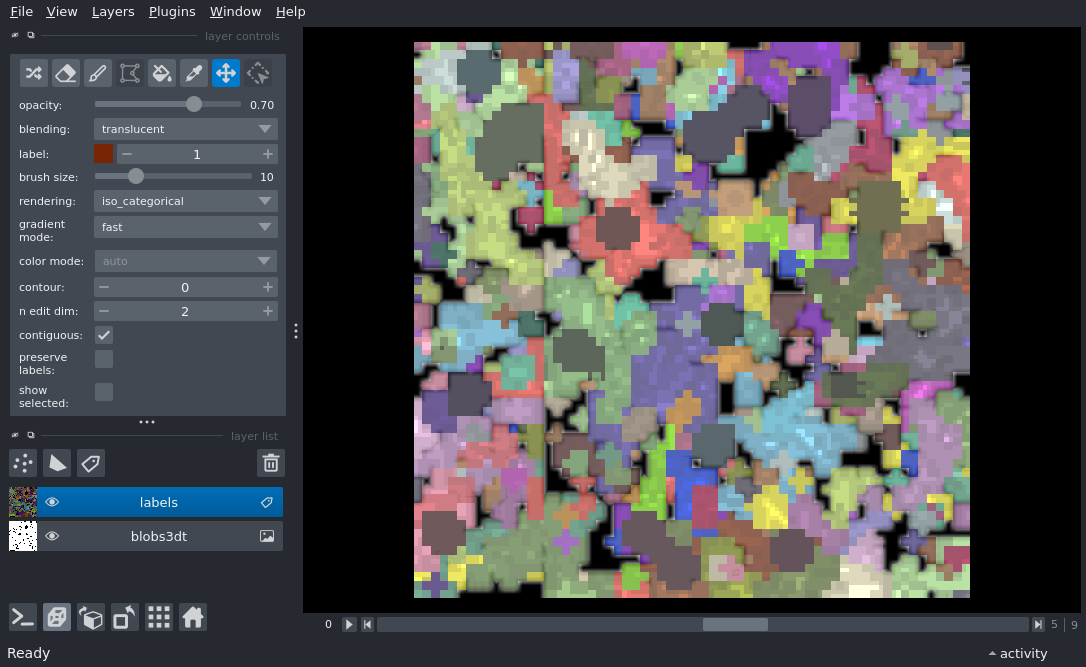 File View Layers Plugins Window Help
layer controls
opacity: 0.70
blending: translucent
label: 1
brush size: 10
rendering: iso_categorical
gradient
mode: fast
color mode: auto
contour: 0
n edit dim: 2
contiguous:
preserve
labels:
show
selected:
layer list
labels
blobs3dt
0 5 9
Ready activity